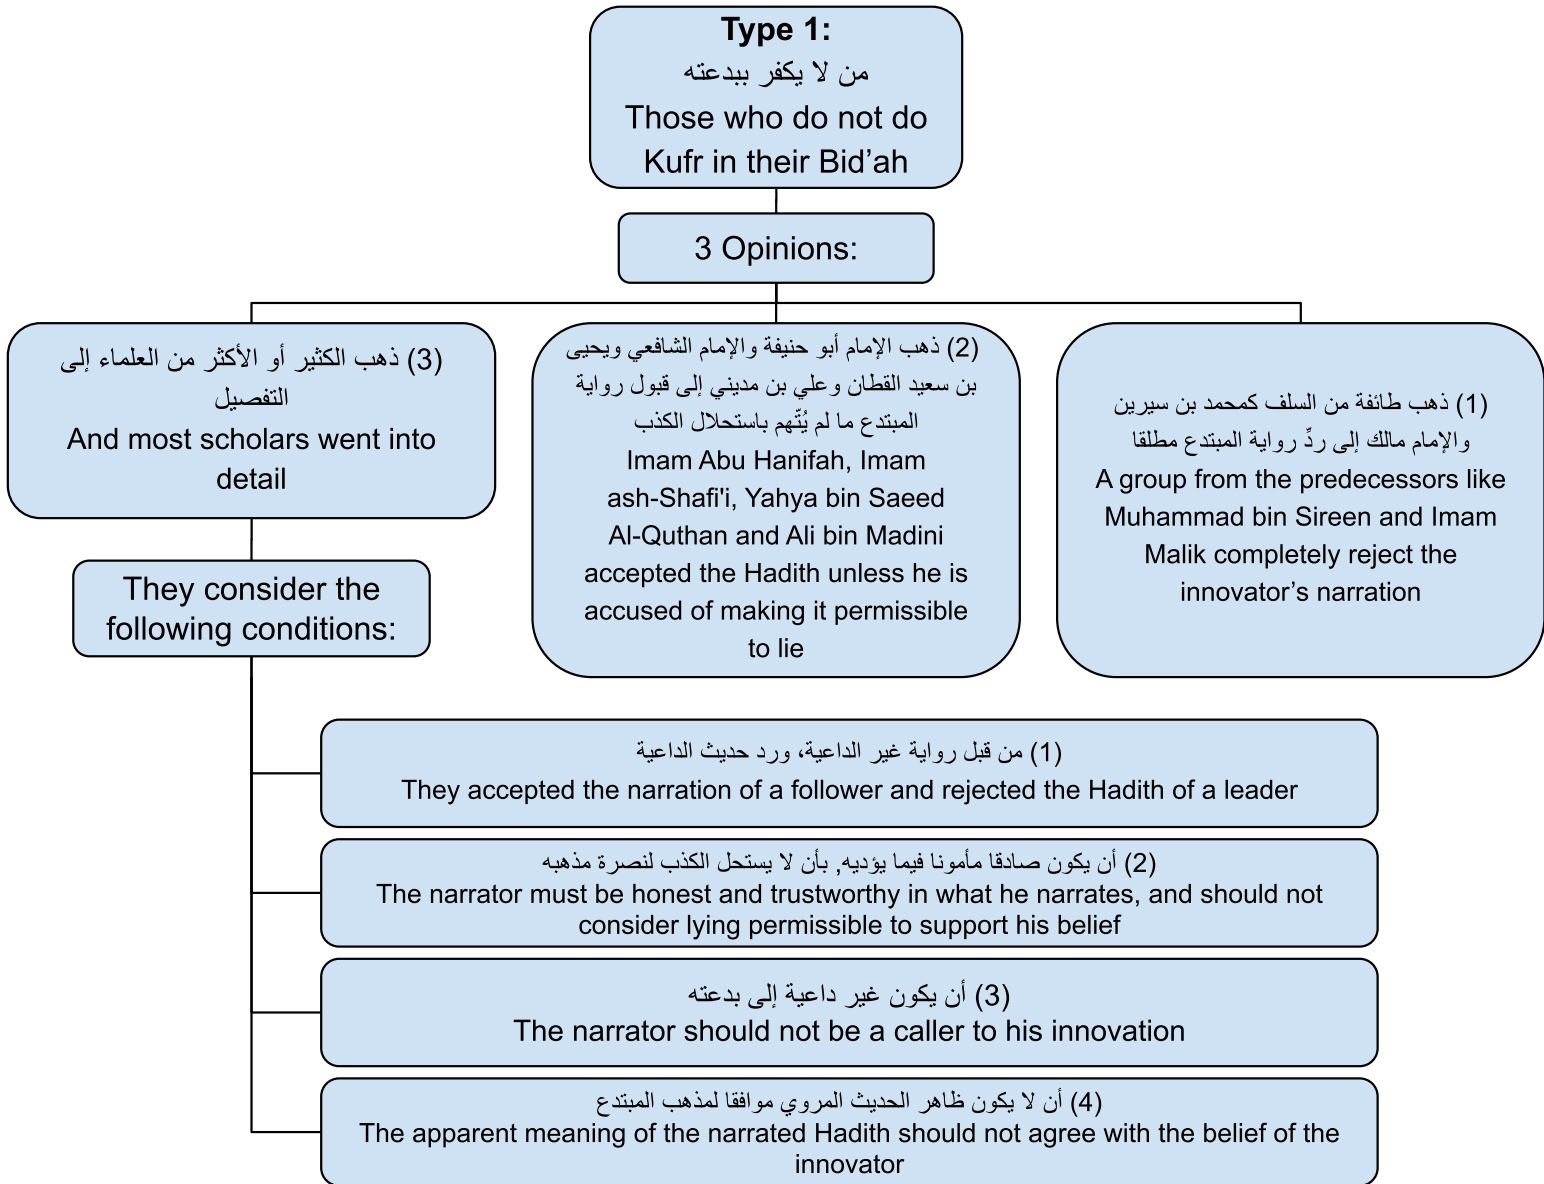 Type 1:
من لا يكفر ببدعته
Those who do not do
Kufr in their Bid’ah
3 Opinions:
(3) ذهب الكثير أو الأكثر من العلماء إلى
التفصيل
And most scholars went into
detail
(2) ذهب الإمام أبو حنيفة والإمام الشافعي ويحيى
بن سعيد القطان وعلي بن مديني إلى قبول رواية
المبتدع ما لم يُتّهم باستحلال الكذب
Imam Abu Hanifah, Imam
ash-Shafi'i, Yahya bin Saeed
Al-Quthan and Ali bin Madini
accepted the Hadith unless he is
accused of making it permissible
to lie
(1) ذهب طائفة من السلف كمحمد بن سيرين
والإمام مالك إلى ردِّ رواية المبتدع مطلقا
A group from the predecessors like
Muhammad bin Sireen and Imam
Malik completely reject the
innovator’s narration
They consider the
following conditions:
(1) من قبل رواية غير الداعية، ورد حديث الداعية
They accepted the narration of a follower and rejected the Hadith of a leader
(2) أن يكون صادقا مأمونا فيما يؤديه, بأن لا يستحل الكذب لنصرة مذهبه
The narrator must be honest and trustworthy in what he narrates, and should not
consider lying permissible to support his belief
(3) أن يكون غير داعية إلى بدعته
The narrator should not be a caller to his innovation
(4) أن لا يكون ظاهر الحديث المروي موافقا لمذهب المبتدع
The apparent meaning of the narrated Hadith should not agree with the belief of the
innovator